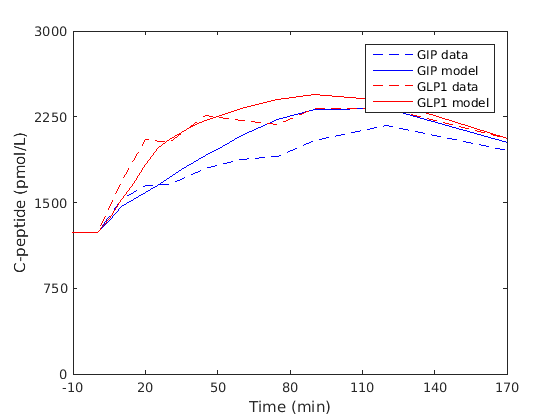 3000
2250
1500
750
0
C-peptide (pmol/L)
GIP data
GIP model
GLP1 data
GLP1 model
-10 20 50 80 110 140 170
Time (min)